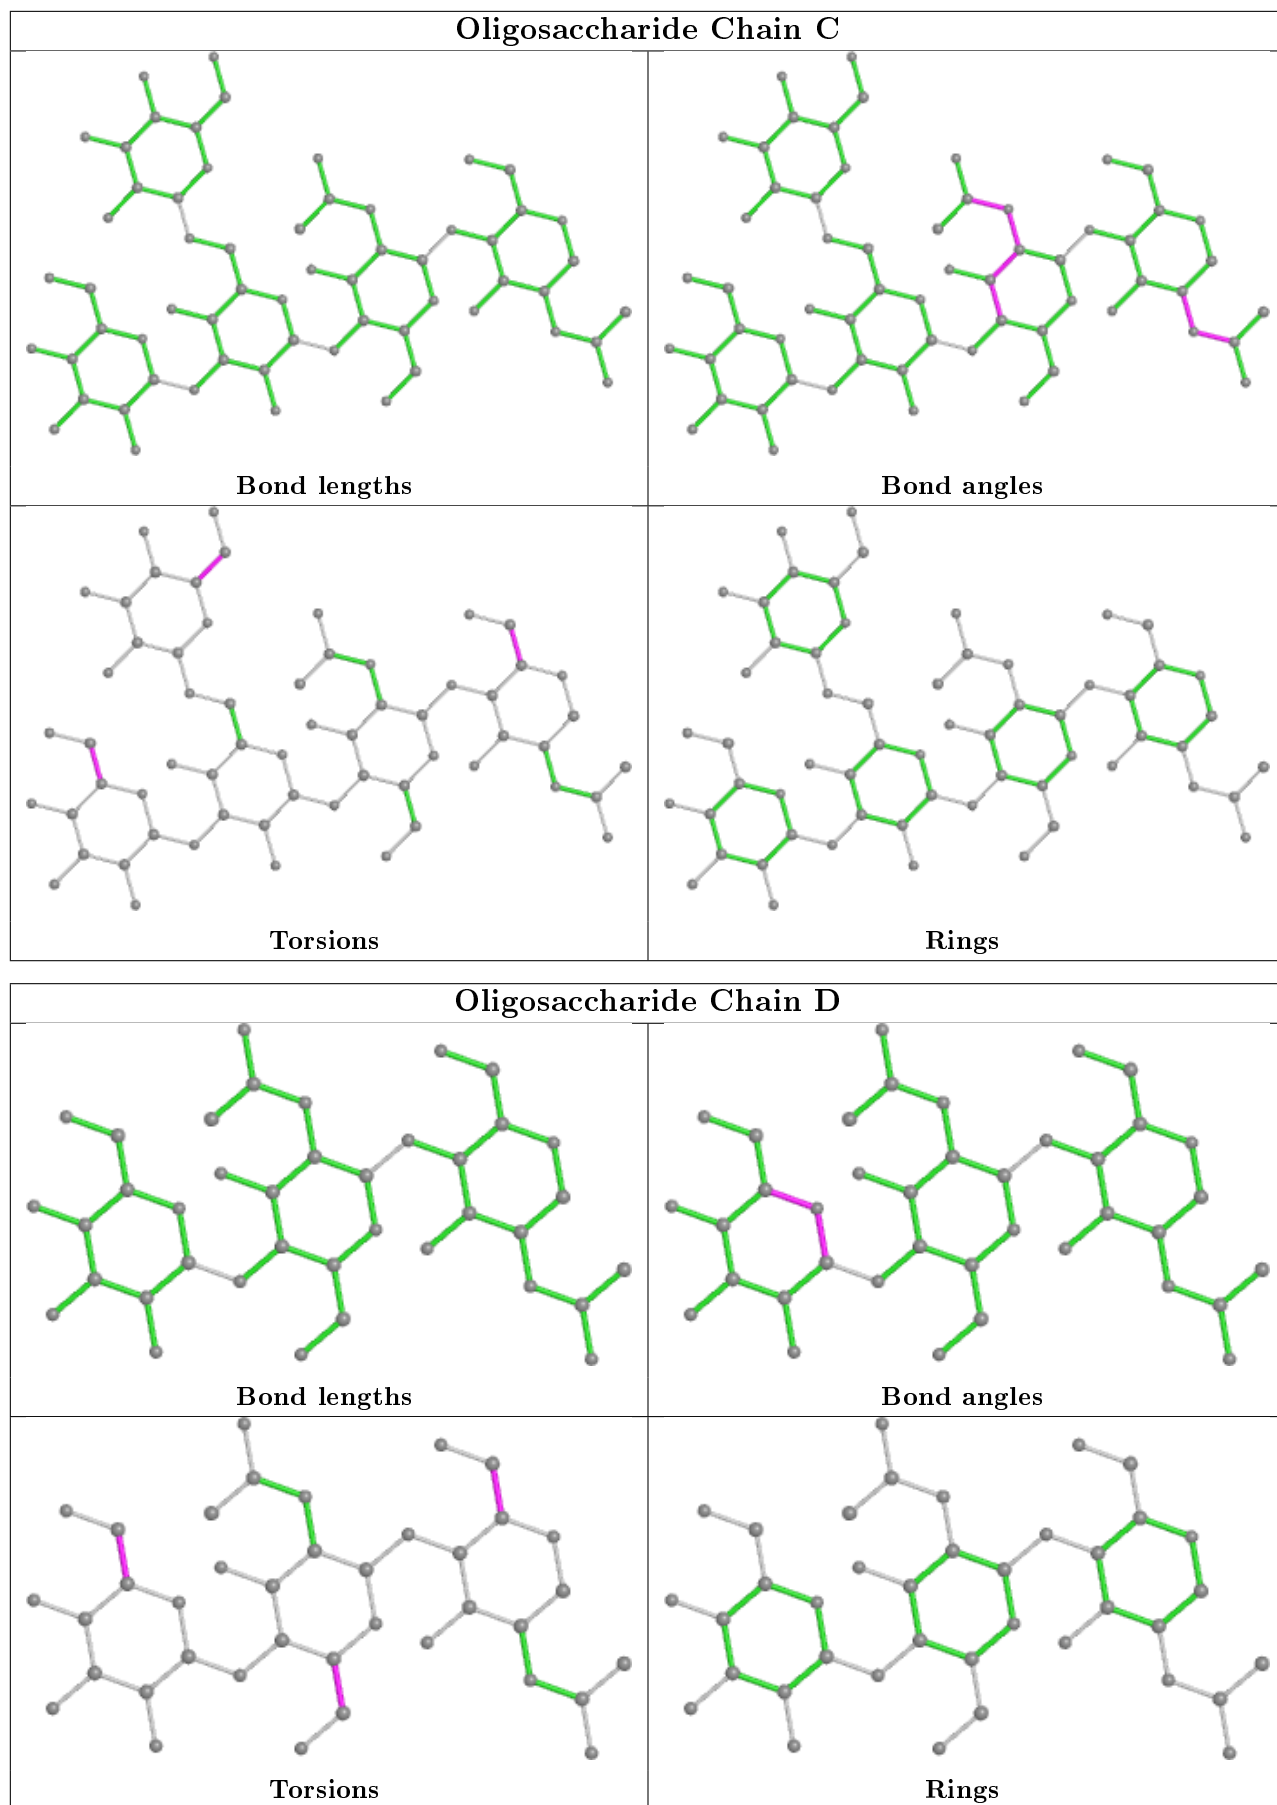 Oligosaccharide Chain C
Bond lengths
Bond angles
Torsions
Rings
Oligosaccharide Chain D
Bond lengths
Bond angles
Torsions
Rings